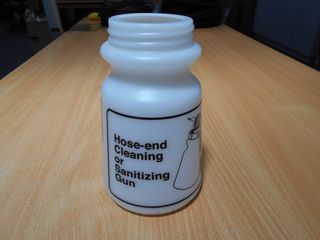 Hose-end
Cleaning
or
Sanitizing
Gun